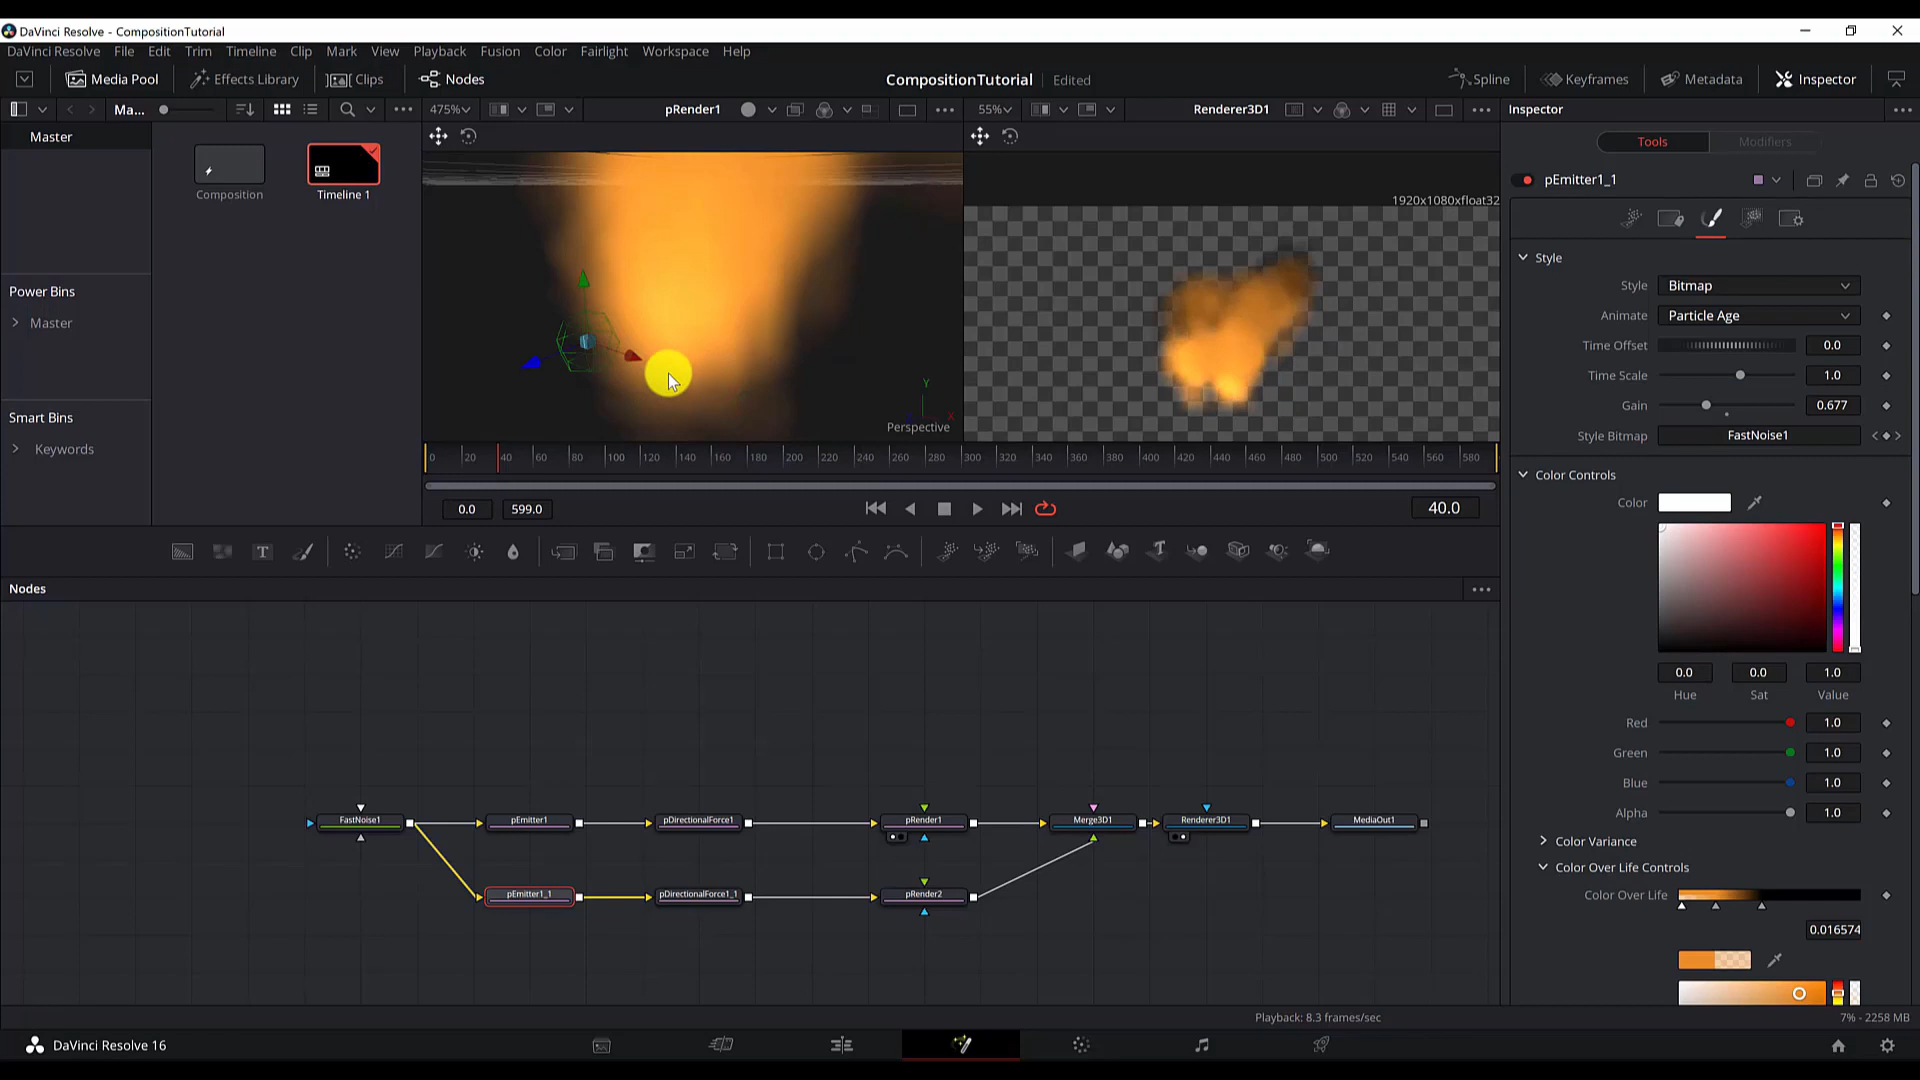 DaVinci Resolve - CompositionTutorial
DaVinci Resolve File Edit Trim Timeline Clip Mark View Playback Fusion Color Fairlight Workspace Help
Media Pool Effects Library Clips Nodes CompositionTutorial Edited Spline Keyframes Metadata Inspector
Ma... 475% pRender1 55% Renderer3D1 Inspector
Master
Composition
Timeline 1
Power Bins
Master
Smart Bins
Keywords
Y
X
Perspective
1920x1080xfloat32
0 20 40 60 80 100 120 140 160 180 200 220 240 260 280 300 320 340 360 380 400 420 440 460 480 500 520 540 560 580
0.0 599.0 40.0
Tools Modifiers
pEmitter1_1
Style
Style Bitmap
Animate Particle Age
Time Offset 0.0
Time Scale 1.0
Gain 0.677
Style Bitmap FastNoise1
Color Controls
Color
0.0 0.0 1.0
Hue Sat Value
Red 1.0
Green 1.0
Blue 1.0
Alpha 1.0
Color Variance
Color Over Life Controls
Color Over Life
0.016574
T
Nodes
FastNoise1 pEmitter1 pDirectionalForce1 pRender1 Merge3D1 Renderer3D1 MediaOut1
pEmitter1_1 pDirectionalForce1_1 pRender2
Playback: 8.3 frames/sec 7% - 2258 MB
DaVinci Resolve 16